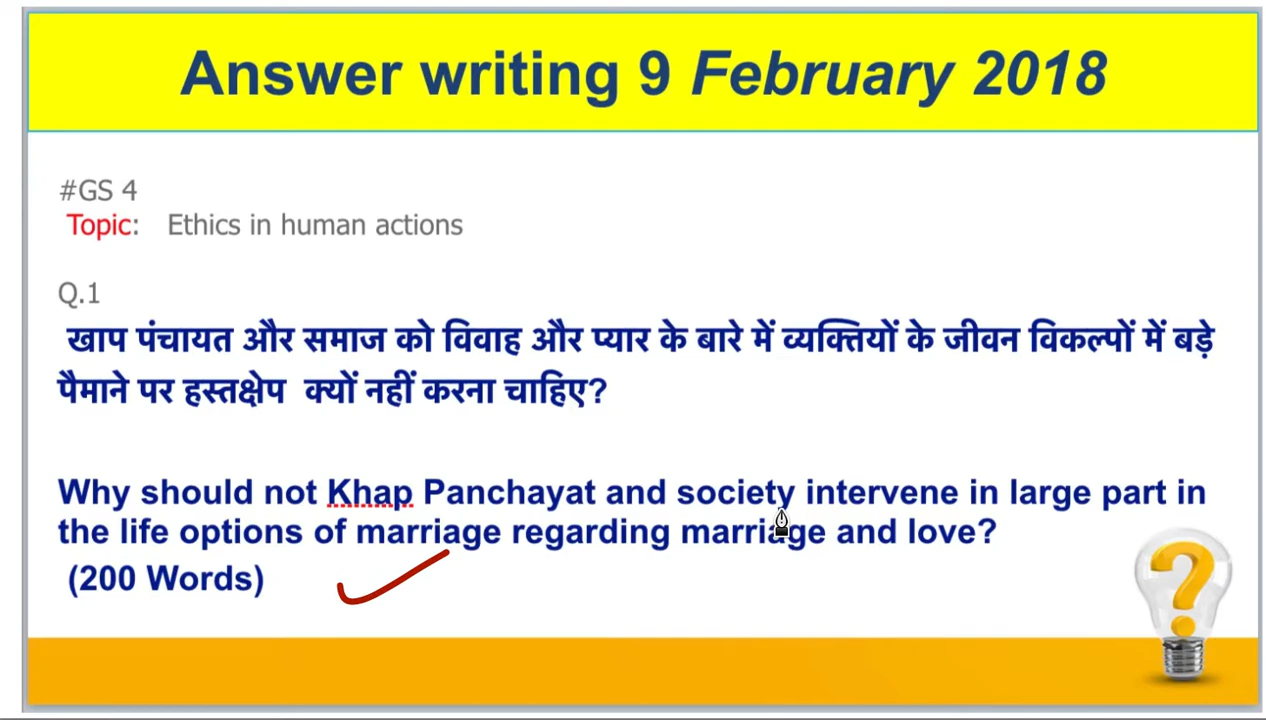 Answer writing 9 February 2018
#GS 4
Topic: Ethics in human actions
Q.1
खाप पंचायत और समाज को विवाह और प्यार के बारे में व्यक्तियों के जीवन विकल्पों में बड़े
पैमाने पर हस्तक्षेप क्यों नहीं करना चाहिए?
Why should not Khap Panchayat and society intervene in large part in
the life options of marriage regarding marriage and love?
(200 Words)
?